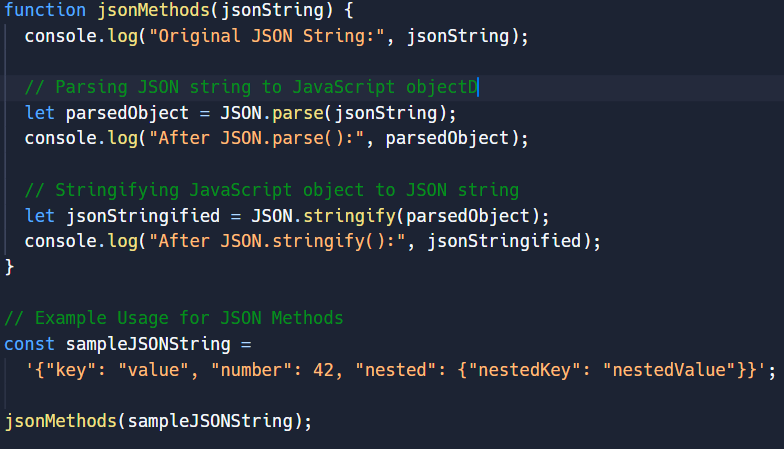 function jsonMethods(jsonString) {
  console.log("Original JSON String:", jsonString);
  // Parsing JSON string to JavaScript objectD
  let parsedObject = JSON.parse(jsonString);
  console.log("After JSON.parse():", parsedObject);
  // Stringifying JavaScript object to JSON string
  let jsonStringified = JSON.stringify(parsedObject);
  console.log("After JSON.stringify():", jsonStringified);
}
// Example Usage for JSON Methods
const sampleJSONString =
  '{"key": "value", "number": 42, "nested": {"nestedKey": "nestedValue"}}';
jsonMethods(sampleJSONString);